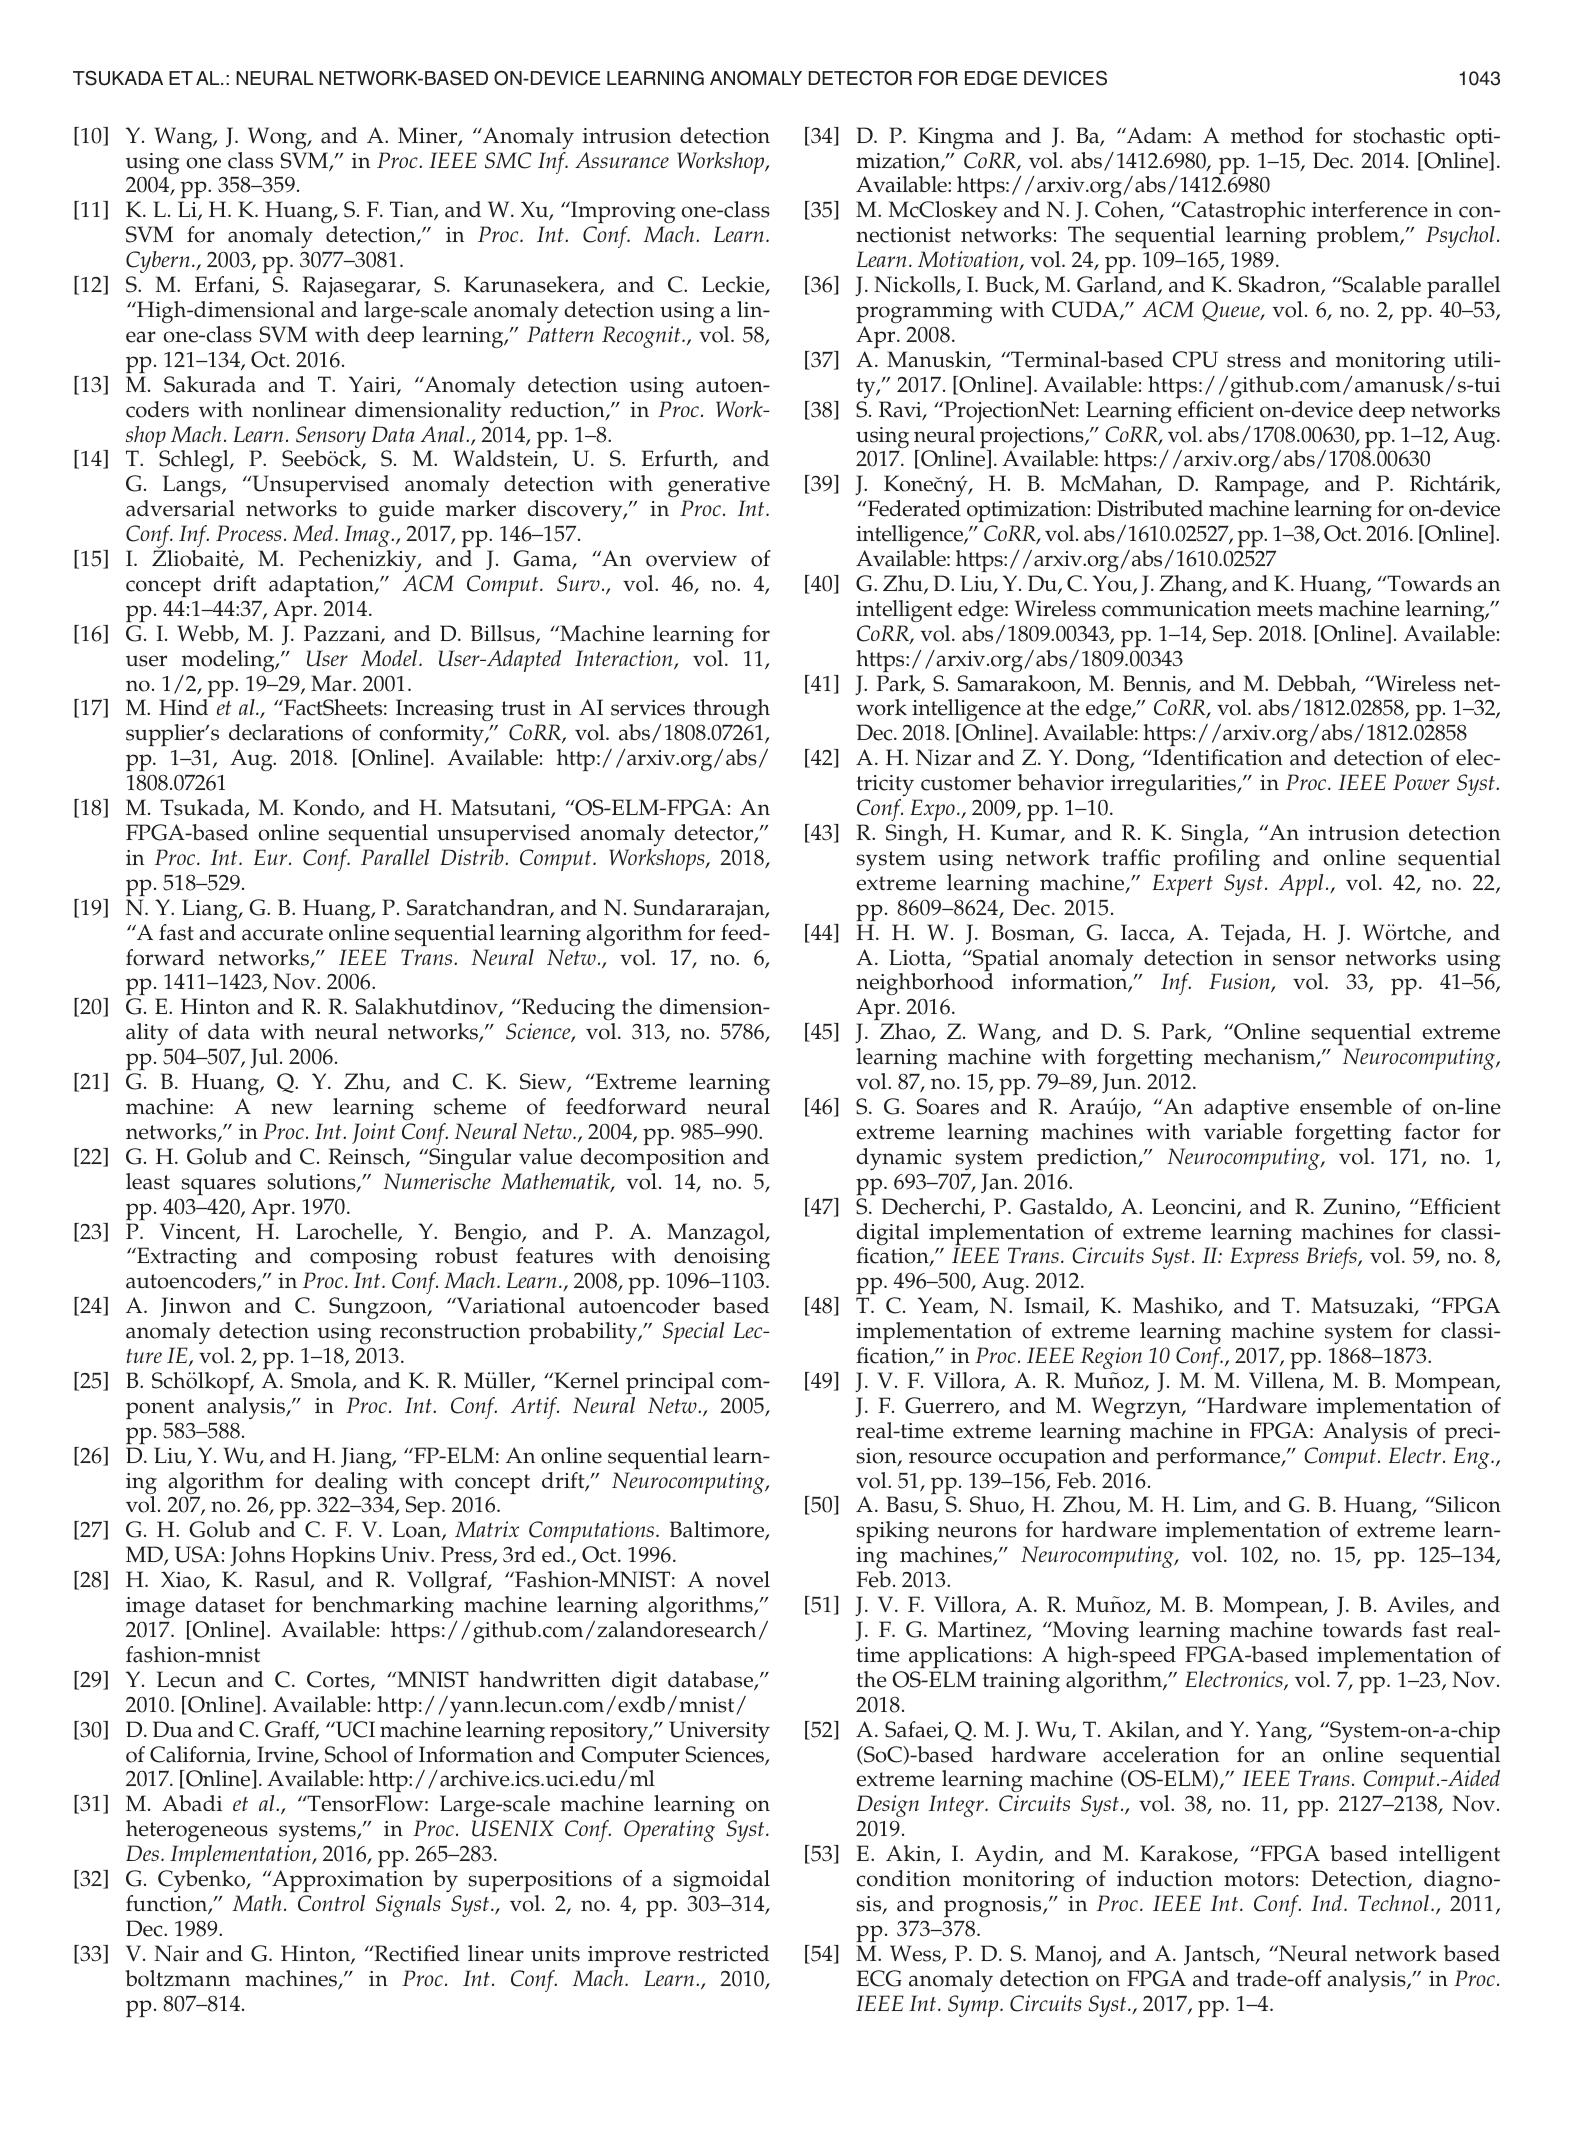 TSUKADA ET AL.: NEURAL NETWORK-BASED ON-DEVICE LEARNING ANOMALY DETECTOR FOR EDGE DEVICES 1043
[10] Y. Wang, J. Wong, and A. Miner, “Anomaly intrusion detection
using one class SVM,” in Proc. IEEE SMC Inf. Assurance Workshop,
2004, pp. 358–359.
[11] K. L. Li, H. K. Huang, S. F. Tian, and W. Xu, “Improving one-class
SVM for anomaly detection,” in Proc. Int. Conf. Mach. Learn.
Cybern., 2003, pp. 3077–3081.
[12] S. M. Erfani, S. Rajasegarar, S. Karunasekera, and C. Leckie,
“High-dimensional and large-scale anomaly detection using a lin-
ear one-class SVM with deep learning,” Pattern Recognit., vol. 58,
pp. 121–134, Oct. 2016.
[13] M. Sakurada and T. Yairi, “Anomaly detection using autoen-
coders with nonlinear dimensionality reduction,” in Proc. Work-
shop Mach. Learn. Sensory Data Anal., 2014, pp. 1–8.
[14] T. Schlegl, P. Seeböck, S. M. Waldstein, U. S. Erfurth, and
G. Langs, “Unsupervised anomaly detection with generative
adversarial networks to guide marker discovery,” in Proc. Int.
Conf. Inf. Process. Med. Imag., 2017, pp. 146–157.
[15] I. Žliobaitė, M. Pechenizkiy, and J. Gama, “An overview of
concept drift adaptation,” ACM Comput. Surv., vol. 46, no. 4,
pp. 44:1–44:37, Apr. 2014.
[16] G. I. Webb, M. J. Pazzani, and D. Billsus, “Machine learning for
user modeling,” User Model. User-Adapted Interaction, vol. 11,
no. 1/2, pp. 19–29, Mar. 2001.
[17] M. Hind et al., “FactSheets: Increasing trust in AI services through
supplier’s declarations of conformity,” CoRR, vol. abs/1808.07261,
pp. 1–31, Aug. 2018. [Online]. Available: http://arxiv.org/abs/
1808.07261
[18] M. Tsukada, M. Kondo, and H. Matsutani, “OS-ELM-FPGA: An
FPGA-based online sequential unsupervised anomaly detector,”
in Proc. Int. Eur. Conf. Parallel Distrib. Comput. Workshops, 2018,
pp. 518–529.
[19] N. Y. Liang, G. B. Huang, P. Saratchandran, and N. Sundararajan,
“A fast and accurate online sequential learning algorithm for feed-
forward networks,” IEEE Trans. Neural Netw., vol. 17, no. 6,
pp. 1411–1423, Nov. 2006.
[20] G. E. Hinton and R. R. Salakhutdinov, “Reducing the dimension-
ality of data with neural networks,” Science, vol. 313, no. 5786,
pp. 504–507, Jul. 2006.
[21] G. B. Huang, Q. Y. Zhu, and C. K. Siew, “Extreme learning
machine: A new learning scheme of feedforward neural
networks,” in Proc. Int. Joint Conf. Neural Netw., 2004, pp. 985–990.
[22] G. H. Golub and C. Reinsch, “Singular value decomposition and
least squares solutions,” Numerische Mathematik, vol. 14, no. 5,
pp. 403–420, Apr. 1970.
[23] P. Vincent, H. Larochelle, Y. Bengio, and P. A. Manzagol,
“Extracting and composing robust features with denoising
autoencoders,” in Proc. Int. Conf. Mach. Learn., 2008, pp. 1096–1103.
[24] A. Jinwon and C. Sungzoon, “Variational autoencoder based
anomaly detection using reconstruction probability,” Special Lec-
ture IE, vol. 2, pp. 1–18, 2013.
[25] B. Schölkopf, A. Smola, and K. R. Müller, “Kernel principal com-
ponent analysis,” in Proc. Int. Conf. Artif. Neural Netw., 2005,
pp. 583–588.
[26] D. Liu, Y. Wu, and H. Jiang, “FP-ELM: An online sequential learn-
ing algorithm for dealing with concept drift,” Neurocomputing,
vol. 207, no. 26, pp. 322–334, Sep. 2016.
[27] G. H. Golub and C. F. V. Loan, Matrix Computations. Baltimore,
MD, USA: Johns Hopkins Univ. Press, 3rd ed., Oct. 1996.
[28] H. Xiao, K. Rasul, and R. Vollgraf, “Fashion-MNIST: A novel
image dataset for benchmarking machine learning algorithms,”
2017. [Online]. Available: https://github.com/zalandoresearch/
fashion-mnist
[29] Y. Lecun and C. Cortes, “MNIST handwritten digit database,”
2010. [Online]. Available: http://yann.lecun.com/exdb/mnist/
[30] D. Dua and C. Graff, “UCI machine learning repository,” University
of California, Irvine, School of Information and Computer Sciences,
2017. [Online]. Available: http://archive.ics.uci.edu/ml
[31] M. Abadi et al., “TensorFlow: Large-scale machine learning on
heterogeneous systems,” in Proc. USENIX Conf. Operating Syst.
Des. Implementation, 2016, pp. 265–283.
[32] G. Cybenko, “Approximation by superpositions of a sigmoidal
function,” Math. Control Signals Syst., vol. 2, no. 4, pp. 303–314,
Dec. 1989.
[33] V. Nair and G. Hinton, “Rectified linear units improve restricted
boltzmann machines,” in Proc. Int. Conf. Mach. Learn., 2010,
pp. 807–814.
[34] D. P. Kingma and J. Ba, “Adam: A method for stochastic opti-
mization,” CoRR, vol. abs/1412.6980, pp. 1–15, Dec. 2014. [Online].
Available: https://arxiv.org/abs/1412.6980
[35] M. McCloskey and N. J. Cohen, “Catastrophic interference in con-
nectionist networks: The sequential learning problem,” Psychol.
Learn. Motivation, vol. 24, pp. 109–165, 1989.
[36] J. Nickolls, I. Buck, M. Garland, and K. Skadron, “Scalable parallel
programming with CUDA,” ACM Queue, vol. 6, no. 2, pp. 40–53,
Apr. 2008.
[37] A. Manuskin, “Terminal-based CPU stress and monitoring utili-
ty,” 2017. [Online]. Available: https://github.com/amanusk/s-tui
[38] S. Ravi, “ProjectionNet: Learning efficient on-device deep networks
using neural projections,” CoRR, vol. abs/1708.00630, pp. 1–12, Aug.
2017. [Online]. Available: https://arxiv.org/abs/1708.00630
[39] J. Konečný, H. B. McMahan, D. Rampage, and P. Richtárik,
“Federated optimization: Distributed machine learning for on-device
intelligence,” CoRR, vol. abs/1610.02527, pp. 1–38, Oct. 2016. [Online].
Available: https://arxiv.org/abs/1610.02527
[40] G. Zhu, D. Liu, Y. Du, C. You, J. Zhang, and K. Huang, “Towards an
intelligent edge: Wireless communication meets machine learning,”
CoRR, vol. abs/1809.00343, pp. 1–14, Sep. 2018. [Online]. Available:
https://arxiv.org/abs/1809.00343
[41] J. Park, S. Samarakoon, M. Bennis, and M. Debbah, “Wireless net-
work intelligence at the edge,” CoRR, vol. abs/1812.02858, pp. 1–32,
Dec. 2018. [Online]. Available: https://arxiv.org/abs/1812.02858
[42] A. H. Nizar and Z. Y. Dong, “Identification and detection of elec-
tricity customer behavior irregularities,” in Proc. IEEE Power Syst.
Conf. Expo., 2009, pp. 1–10.
[43] R. Singh, H. Kumar, and R. K. Singla, “An intrusion detection
system using network traffic profiling and online sequential
extreme learning machine,” Expert Syst. Appl., vol. 42, no. 22,
pp. 8609–8624, Dec. 2015.
[44] H. H. W. J. Bosman, G. Iacca, A. Tejada, H. J. Wörtche, and
A. Liotta, “Spatial anomaly detection in sensor networks using
neighborhood information,” Inf. Fusion, vol. 33, pp. 41–56,
Apr. 2016.
[45] J. Zhao, Z. Wang, and D. S. Park, “Online sequential extreme
learning machine with forgetting mechanism,” Neurocomputing,
vol. 87, no. 15, pp. 79–89, Jun. 2012.
[46] S. G. Soares and R. Araújo, “An adaptive ensemble of on-line
extreme learning machines with variable forgetting factor for
dynamic system prediction,” Neurocomputing, vol. 171, no. 1,
pp. 693–707, Jan. 2016.
[47] S. Decherchi, P. Gastaldo, A. Leoncini, and R. Zunino, “Efficient
digital implementation of extreme learning machines for classi-
fication,” IEEE Trans. Circuits Syst. II: Express Briefs, vol. 59, no. 8,
pp. 496–500, Aug. 2012.
[48] T. C. Yeam, N. Ismail, K. Mashiko, and T. Matsuzaki, “FPGA
implementation of extreme learning machine system for classi-
fication,” in Proc. IEEE Region 10 Conf., 2017, pp. 1868–1873.
[49] J. V. F. Villora, A. R. Muñoz, J. M. M. Villena, M. B. Mompean,
J. F. Guerrero, and M. Wegrzyn, “Hardware implementation of
real-time extreme learning machine in FPGA: Analysis of preci-
sion, resource occupation and performance,” Comput. Electr. Eng.,
vol. 51, pp. 139–156, Feb. 2016.
[50] A. Basu, S. Shuo, H. Zhou, M. H. Lim, and G. B. Huang, “Silicon
spiking neurons for hardware implementation of extreme learn-
ing machines,” Neurocomputing, vol. 102, no. 15, pp. 125–134,
Feb. 2013.
[51] J. V. F. Villora, A. R. Muñoz, M. B. Mompean, J. B. Aviles, and
J. F. G. Martinez, “Moving learning machine towards fast real-
time applications: A high-speed FPGA-based implementation of
the OS-ELM training algorithm,” Electronics, vol. 7, pp. 1–23, Nov.
2018.
[52] A. Safaei, Q. M. J. Wu, T. Akilan, and Y. Yang, “System-on-a-chip
(SoC)-based hardware acceleration for an online sequential
extreme learning machine (OS-ELM),” IEEE Trans. Comput.-Aided
Design Integr. Circuits Syst., vol. 38, no. 11, pp. 2127–2138, Nov.
2019.
[53] E. Akin, I. Aydin, and M. Karakose, “FPGA based intelligent
condition monitoring of induction motors: Detection, diagno-
sis, and prognosis,” in Proc. IEEE Int. Conf. Ind. Technol., 2011,
pp. 373–378.
[54] M. Wess, P. D. S. Manoj, and A. Jantsch, “Neural network based
ECG anomaly detection on FPGA and trade-off analysis,” in Proc.
IEEE Int. Symp. Circuits Syst., 2017, pp. 1–4.